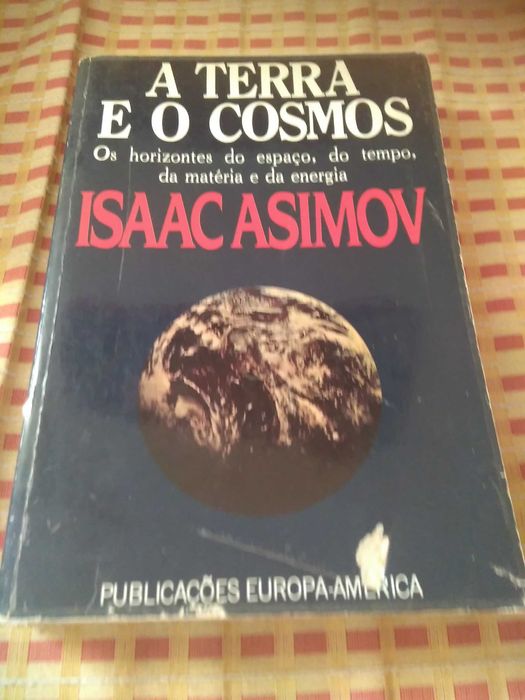 A TERRA
E O COSMOS
Os horizontes do espaço, do tempo,
da matéria e da energia
ISAAC ASIMOV
PUBLICAÇÕES EUROPA-AMÉRICA